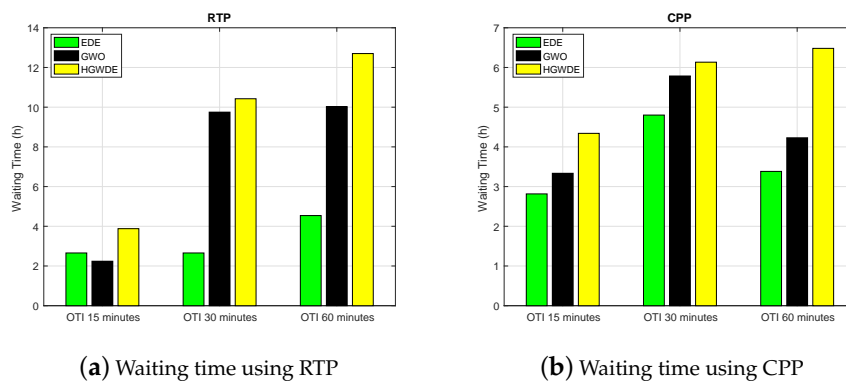 RTP
14
12
10
8
6
4
2
0
Waiting Time (h)
EDE
GWO
HGWDE
OTI 15 minutes
OTI 30 minutes
OTI 60 minutes
(a) Waiting time using RTP
CPP
7
6
5
4
3
2
1
0
Waiting Time (h)
EDE
GWO
HGWDE
OTI 15 minutes
OTI 30 minutes
OTI 60 minutes
(b) Waiting time using CPP